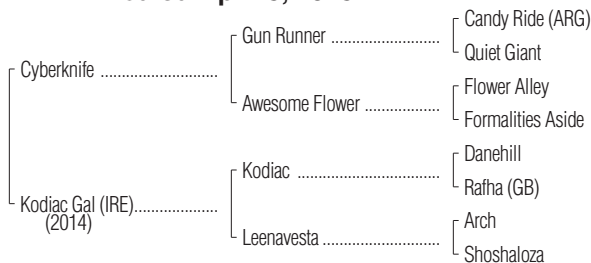 Gun Runner
Candy Ride (ARG)
Quiet Giant
Cyberknife
Awesome Flower
Flower Alley
Formalities Aside
Kodiac Gal (IRE)
(2014)
Kodiac
Danehill
Rafha (GB)
Leenavesta
Arch
Shoshaloza